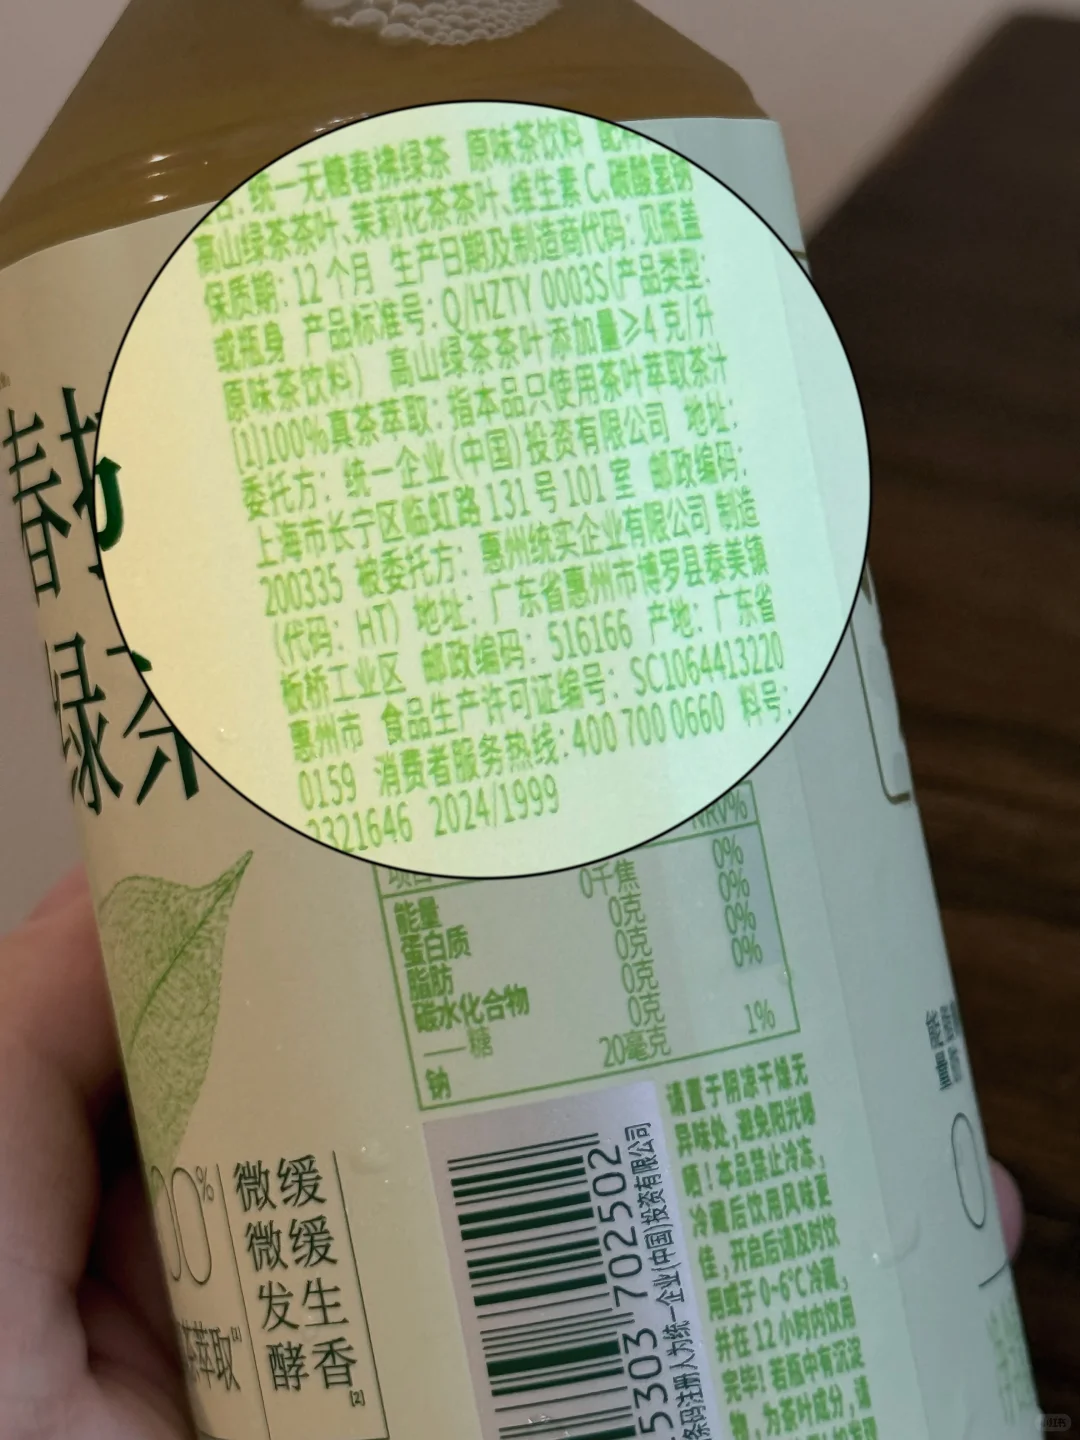 统一无糖春拂绿茶 原味茶饮料
高山绿茶茶叶、茉莉花茶茶叶、维生素C、碳酸氢钠
保质期:12个月 生产日期及制造商代码:见瓶盖
或瓶身 产品标准号:Q/HZTY 0003S(产品类型:
原味茶饮料) 高山绿茶茶叶添加量≥4克/升
[1]100%真茶萃取:指本品只使用茶叶萃取茶汁
委托方:统一企业(中国)投资有限公司 地址:
上海市长宁区临虹路131号101室 邮政编码:
200335 被委托方:惠州统实企业有限公司 制造
(代码:HT) 地址:广东省惠州市博罗县泰美镇
板桥工业区 邮政编码:516166 产地:广东省
惠州市 食品生产许可证编号:SC1064413220
0159 消费者服务热线:400 700 0660 料号:
2321646 2024/1999
春
绿茶
NRV%
能量 0千焦 0%
蛋白质 0克 0%
脂肪 0克 0%
碳水化合物 0克 0%
——糖 0克
钠 20毫克 1%
微缓
微缓
发生
酵香[2]
%
萃取[1]
5303 702502
条码注册人为统一企业(中国)投资有限公司
请置于阴凉干燥无
异味处,避免阳光曝
晒!本品禁止冷冻,
冷藏后饮用风味更
佳,开启后请及时饮
用或于0-6°C冷藏,
并在12小时内饮用
完毕!若瓶中有沉淀
物,为茶叶成分,请
0